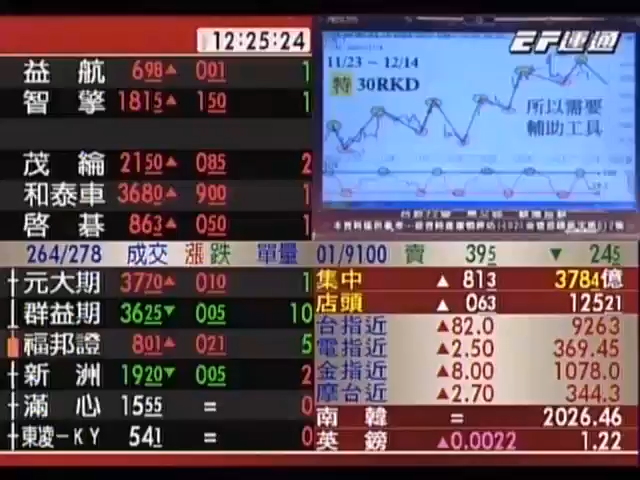 12:25:24
EF運通
11/23 ~ 12/14
特 30RKD
所以需要
輔助工具
益航 698▲ 001 1
智擎 1815▲ 150 1
茂綸 2150▲ 085 2
和泰車 3680▲ 900 1
啓碁 863▲ 050 1
264/278 成交 漲跌 單量 01/9100 賣 395 ▼ 245
元大期 3770▲ 010 1
群益期 3625▼ 005 10
福邦證 801▲ 021 5
新洲 1920▼ 005 2
滿心 1555 = 0
東凌－KY 541 = 0
集中 ▲ 813 3784億
店頭 ▲ 063 12521
台指近 ▲82.0 9263
電指近 ▲2.50 369.45
金指近 ▲8.00 1078.0
摩台近 ▲2.70 344.3
南韓 = 2026.46
英鎊 ▲0.0022 1.22